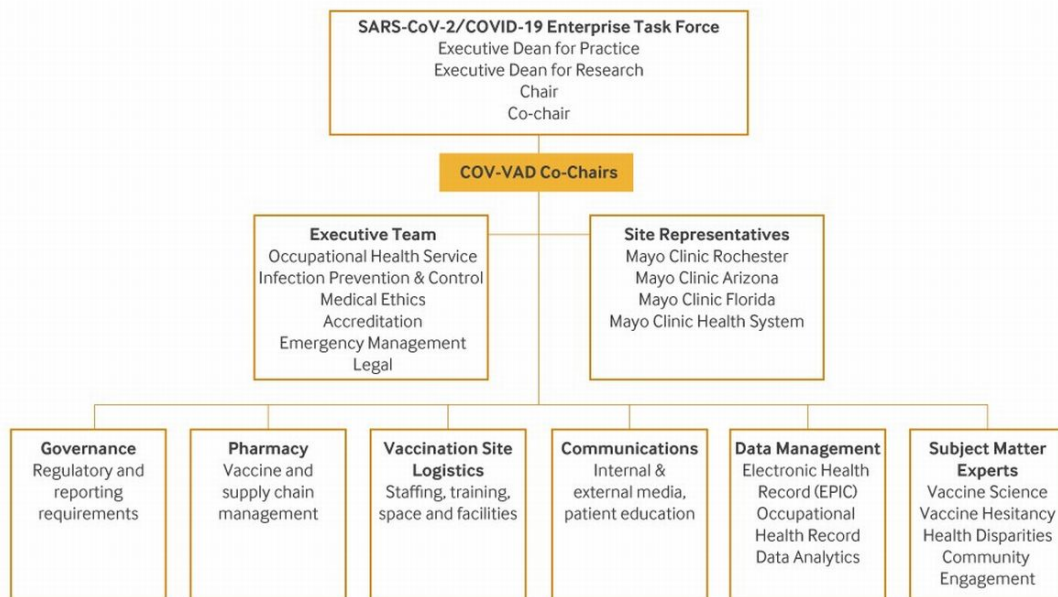 SARS-CoV-2/COVID-19 Enterprise Task Force
Executive Dean for Practice
Executive Dean for Research
Chair
Co-chair
COV-VAD Co-Chairs
Executive Team
Occupational Health Service
Infection Prevention & Control
Medical Ethics
Accreditation
Emergency Management
Legal
Site Representatives
Mayo Clinic Rochester
Mayo Clinic Arizona
Mayo Clinic Florida
Mayo Clinic Health System
Governance
Regulatory and
reporting
requirements
Pharmacy
Vaccine and
supply chain
management
Vaccination Site
Logistics
Staffing, training,
space and facilities
Communications
Internal &
external media,
patient education
Data Management
Electronic Health
Record (EPIC)
Occupational
Health Record
Data Analytics
Subject Matter
Experts
Vaccine Science
Vaccine Hesitancy
Health Disparities
Community
Engagement